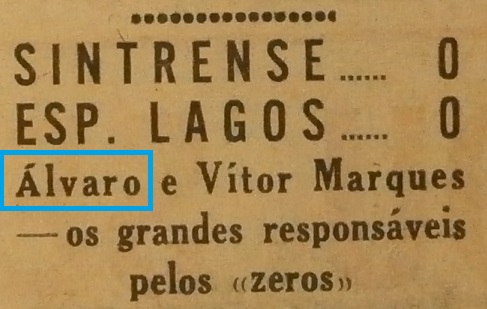 SINTRENSE...... 0
ESP. LAGOS...... 0
Álvaro e Vítor Marques
—os grandes responsáveis
pelos «zeros»